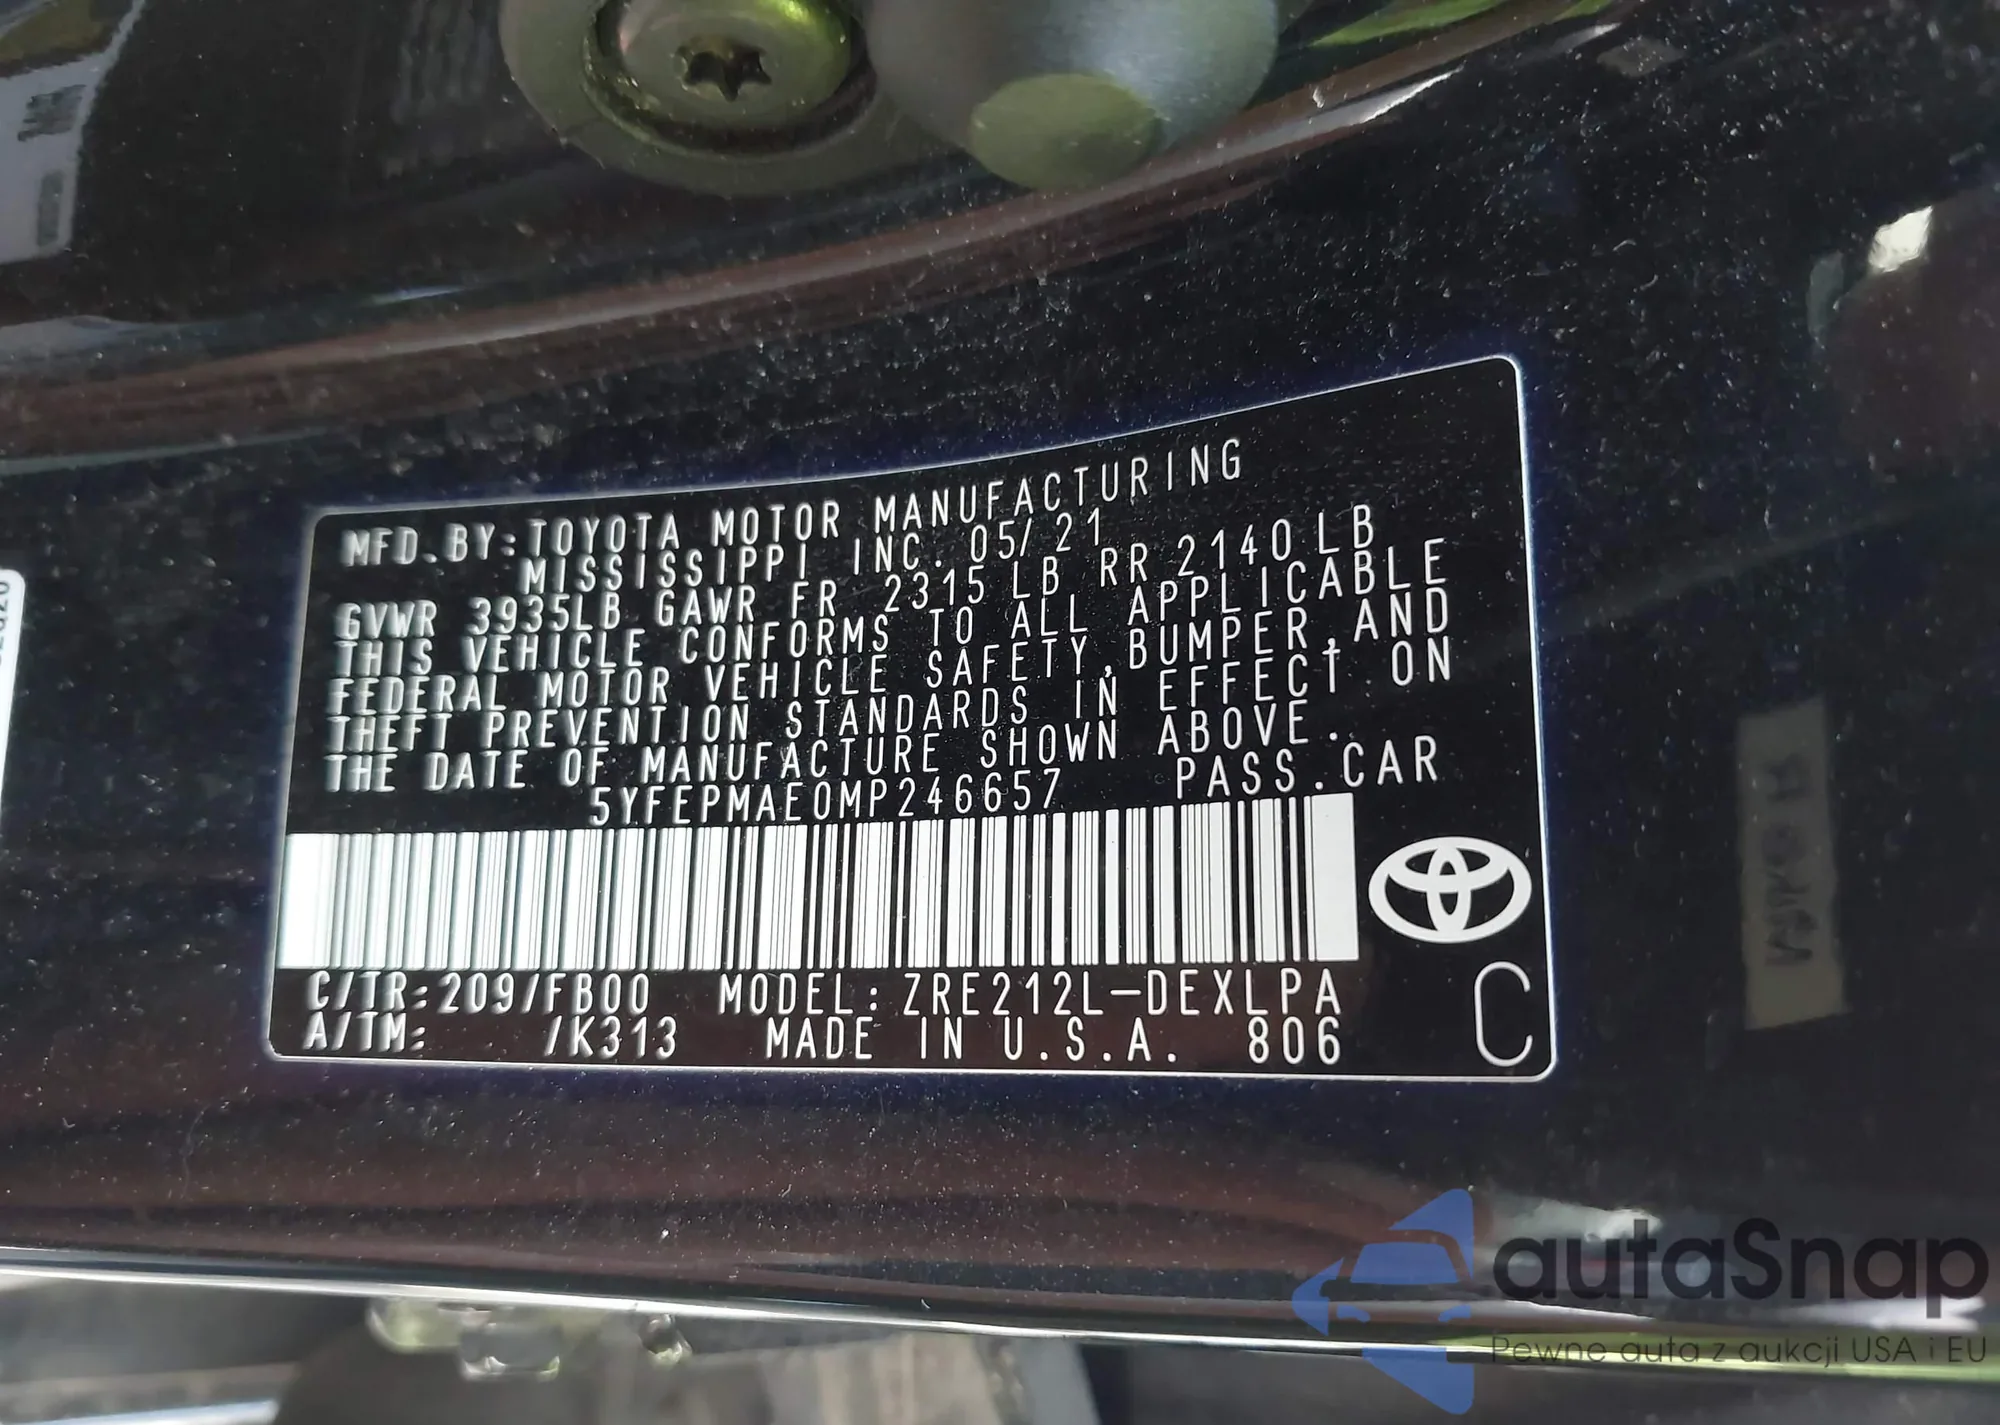 MFD.BY:TOYOTA MOTOR MANUFACTURING
MISSISSIPPI INC. 05/21
GVWR 3935LB GAWR FR 2315 LB RR 2140 LB
THIS VEHICLE CONFORMS TO ALL APPLICABLE
FEDERAL MOTOR VEHICLE SAFETY,BUMPER,AND
THEFT PREVENTION STANDARDS IN EFFECT ON
THE DATE OF MANUFACTURE SHOWN ABOVE.
5YFEPMAE0MP246657 PASS.CAR
C/TR:209/FB00 MODEL:ZRE212L-DEXLPA
A/TM: /K313 MADE IN U.S.A. 806
C
autaSnap
Pewne auta z aukcji USA i EU